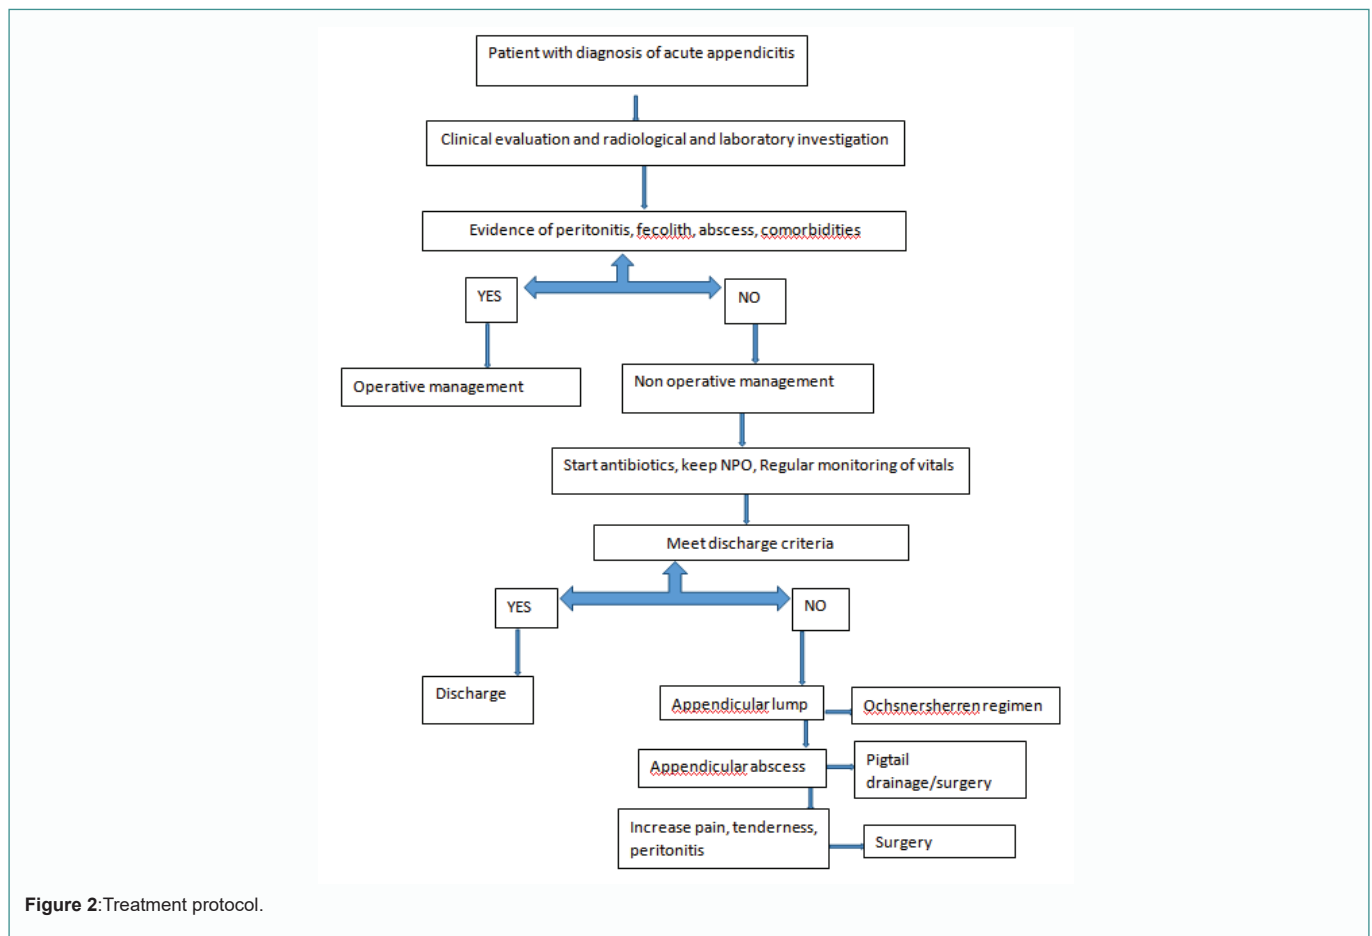 Patient with diagnosis of acute appendicitis
Clinical evaluation and radiological and laboratory investigation
Evidence of peritonitis, fecolith, abscess, comorbidities
YES
NO
Operative management
Non operative management
Start antibiotics, keep NPO, Regular monitoring of vitals
Meet discharge criteria
YES
NO
Discharge
Appendicular lump
Ochsnersherren regimen
Appendicular abscess
Pigtail
drainage/surgery
Increase pain, tenderness,
peritonitis
Surgery
Figure 2:Treatment protocol.